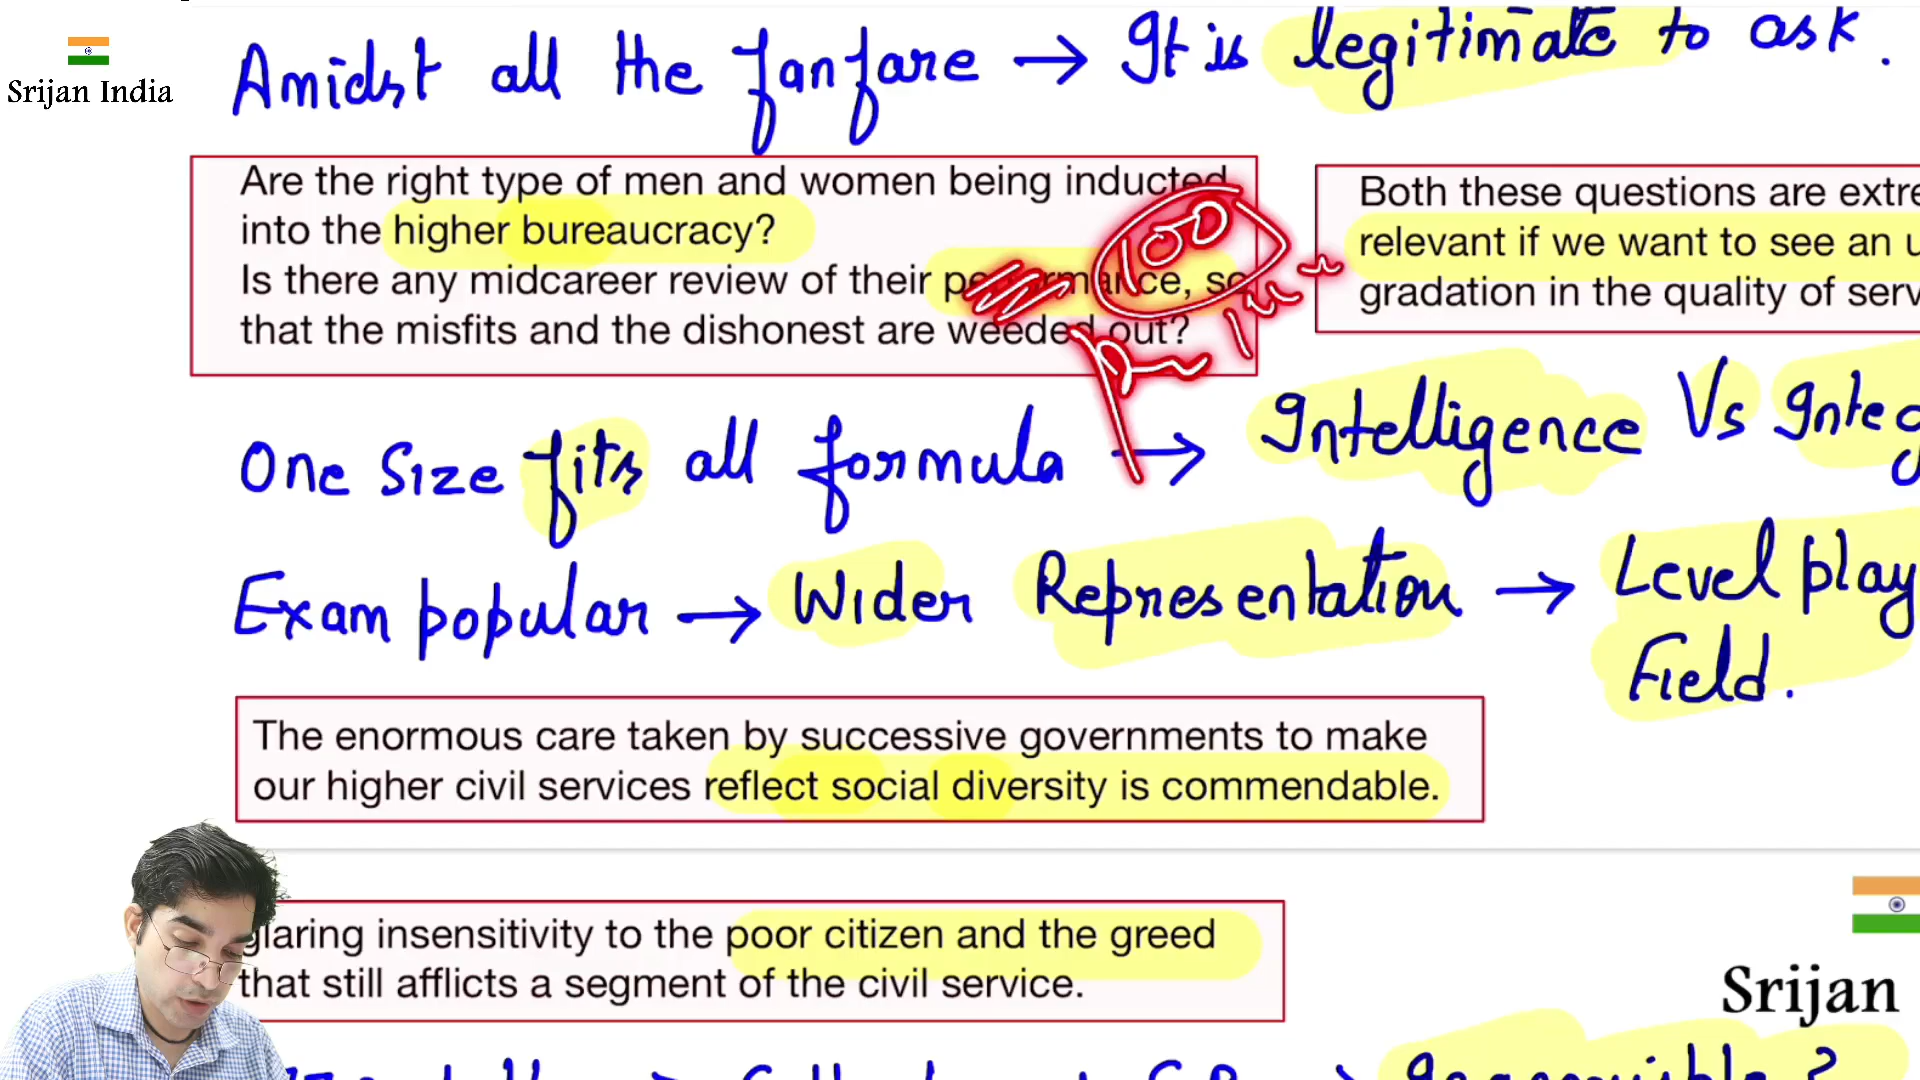 Srijan India
Amidst all the fanfare → It is legitimate to ask.
Are the right type of men and women being inducted
into the higher bureaucracy?
Is there any midcareer review of their performance, so
that the misfits and the dishonest are weeded out?
100
Both these questions are extre
relevant if we want to see an u
gradation in the quality of serv
One Size fits all formula → Intelligence Vs Integ
Exam popular → Wider Representation → Level play
Field.
The enormous care taken by successive governments to make
our higher civil services reflect social diversity is commendable.
glaring insensitivity to the poor citizen and the greed
that still afflicts a segment of the civil service.
Srijan